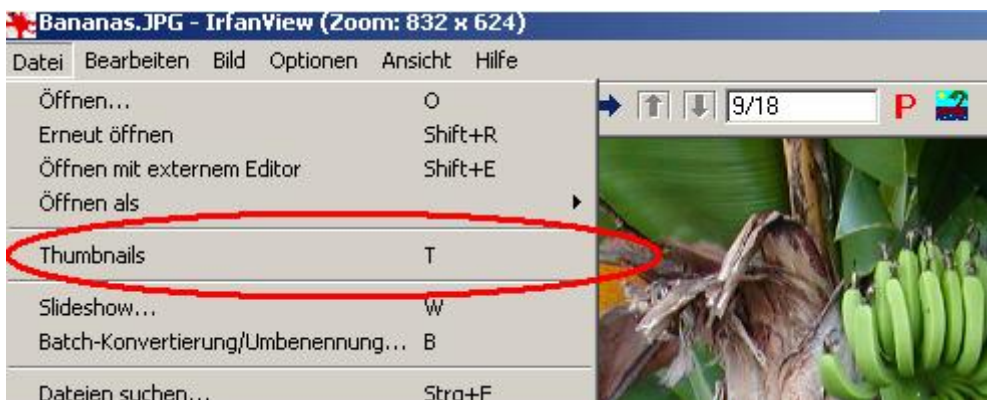 Bananas.JPG - IrfanView (Zoom: 832 x 624)
Datei Bearbeiten Bild Optionen Ansicht Hilfe
9/18 P
Öffnen... O
Erneut öffnen Shift+R
Öffnen mit externem Editor Shift+E
Öffnen als
Thumbnails T
Slideshow... W
Batch-Konvertierung/Umbenennung... B
Dateien suchen... Strg+F